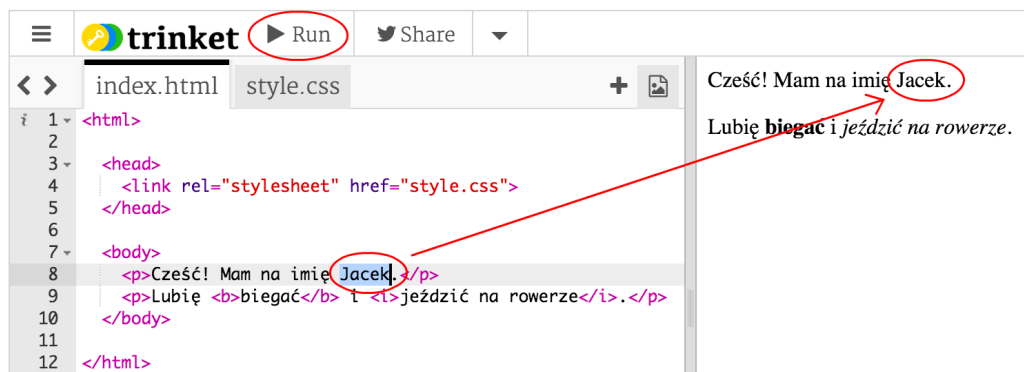 trinket Run Share
index.html style.css
i 1 <html>
2
3 <head>
4 <link rel="stylesheet" href="style.css">
5 </head>
6
7 <body>
8 <p>Cześć! Mam na imię Jacek.</p>
9 <p>Lubię <b>biegać</b> i <i>jeździć na rowerze</i>.</p>
10 </body>
11
12 </html>
Cześć! Mam na imię Jacek.
Lubię biegać i jeździć na rowerze.